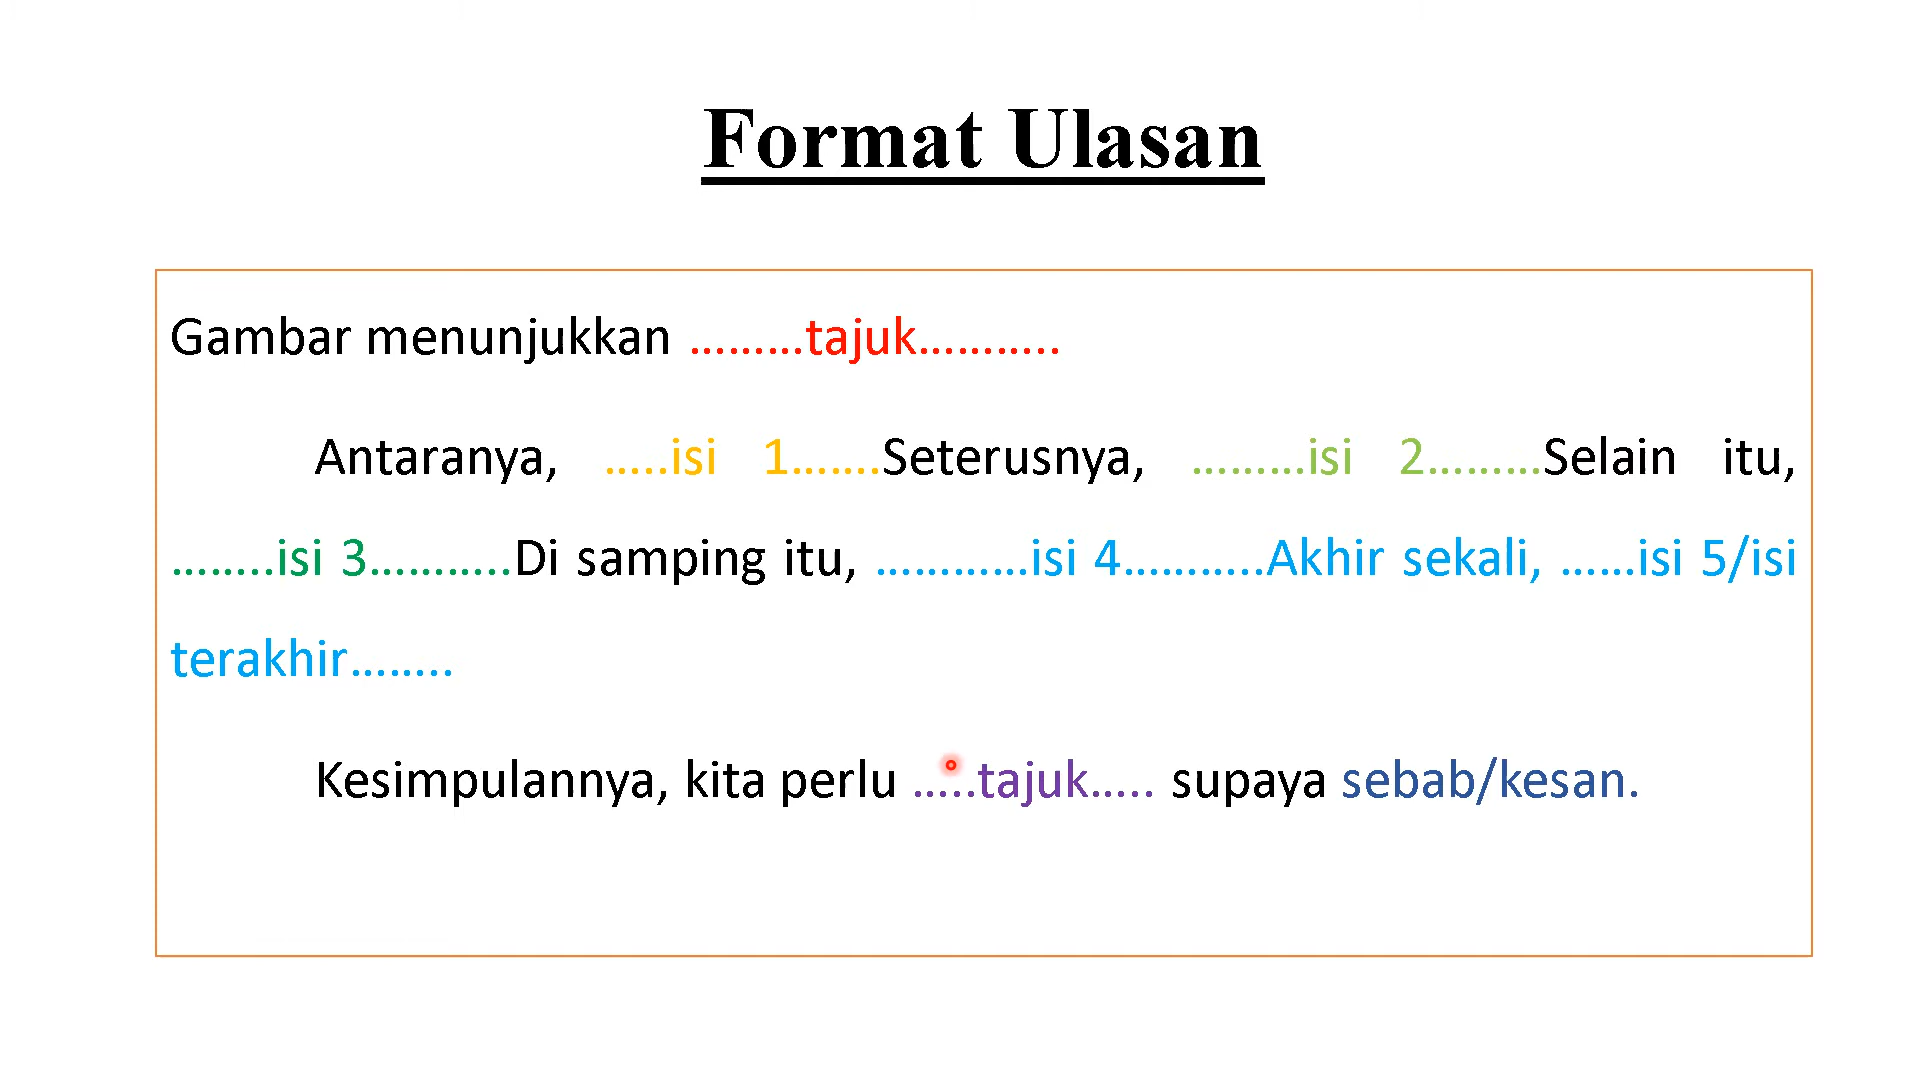 Format Ulasan
Gambar menunjukkan ………tajuk………..
Antaranya, …..isi 1…….Seterusnya, ………isi 2………Selain itu,
……..isi 3………..Di samping itu, …………isi 4………..Akhir sekali, ……isi 5/isi
terakhir……..
Kesimpulannya, kita perlu …..tajuk….. supaya sebab/kesan.